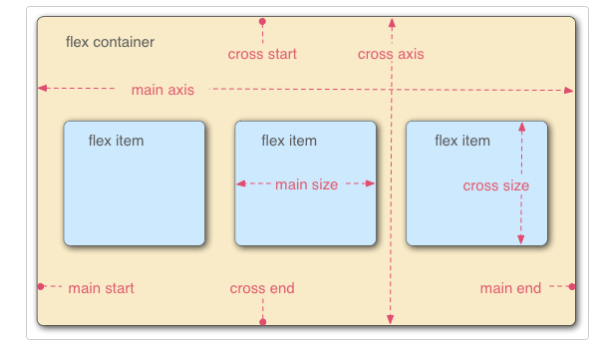 flex container
cross start
cross axis
main axis
flex item
flex item
flex item
main size
cross size
main start
cross end
main end